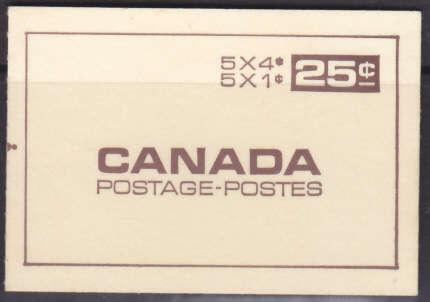 5X4¢
5X1¢ 25¢
CANADA
POSTAGE-POSTES